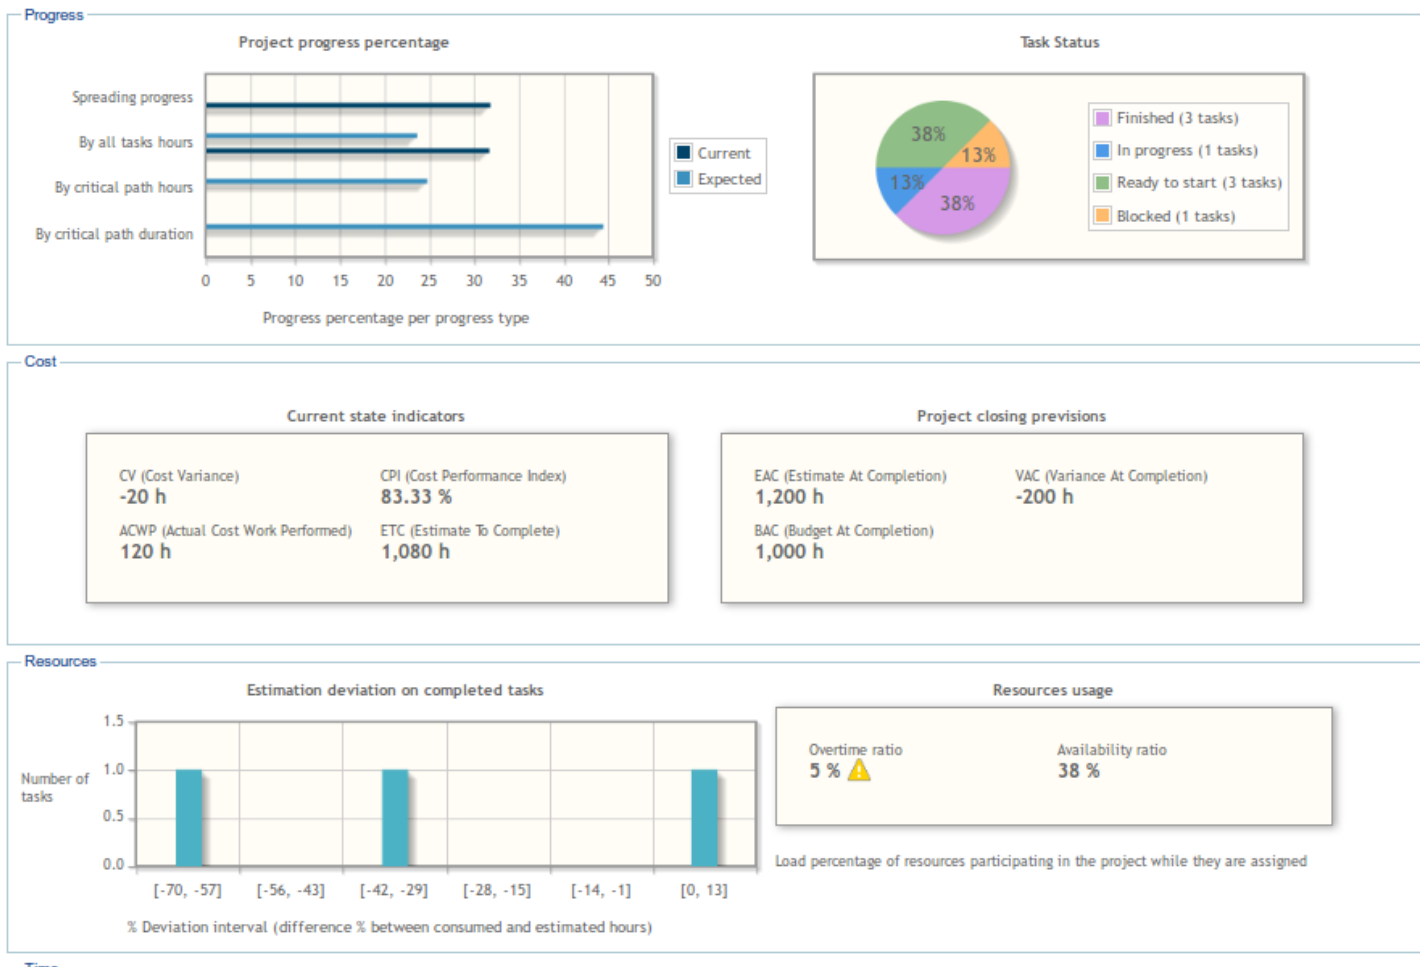 Progress
Project progress percentage
Spreading progress
By all tasks hours
By critical path hours
By critical path duration
0 5 10 15 20 25 30 35 40 45 50
Progress percentage per progress type
Current
Expected
Task Status
38%
13%
13%
38%
Finished (3 tasks)
In progress (1 tasks)
Ready to start (3 tasks)
Blocked (1 tasks)
Cost
Current state indicators
CV (Cost Variance)
-20 h
CPI (Cost Performance Index)
83.33 %
ACWP (Actual Cost Work Performed)
120 h
ETC (Estimate To Complete)
1,080 h
Project closing previsions
EAC (Estimate At Completion)
1,200 h
VAC (Variance At Completion)
-200 h
BAC (Budget At Completion)
1,000 h
Resources
Estimation deviation on completed tasks
Number of
tasks
1.5
1.0
0.5
0.0
[-70, -57] [-56, -43] [-42, -29] [-28, -15] [-14, -1] [0, 13]
% Deviation interval (difference % between consumed and estimated hours)
Resources usage
Overtime ratio
5 %
Availability ratio
38 %
Load percentage of resources participating in the project while they are assigned